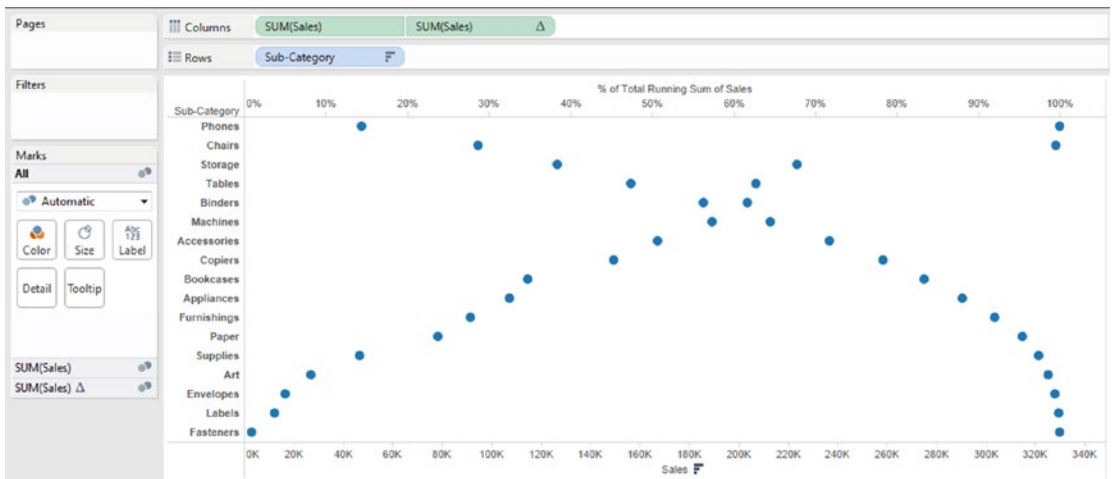 Pages
Columns SUM(Sales) SUM(Sales) Δ
Rows Sub-Category
Filters
Marks
All
Automatic
Color Size Abc 123 Label
Detail Tooltip
SUM(Sales)
SUM(Sales) Δ
% of Total Running Sum of Sales
Sub-Category 0% 10% 20% 30% 40% 50% 60% 70% 80% 90% 100%
Phones
Chairs
Storage
Tables
Binders
Machines
Accessories
Copiers
Bookcases
Appliances
Furnishings
Paper
Supplies
Art
Envelopes
Labels
Fasteners
0K 20K 40K 60K 80K 100K 120K 140K 160K 180K 200K 220K 240K 260K 280K 300K 320K 340K
Sales